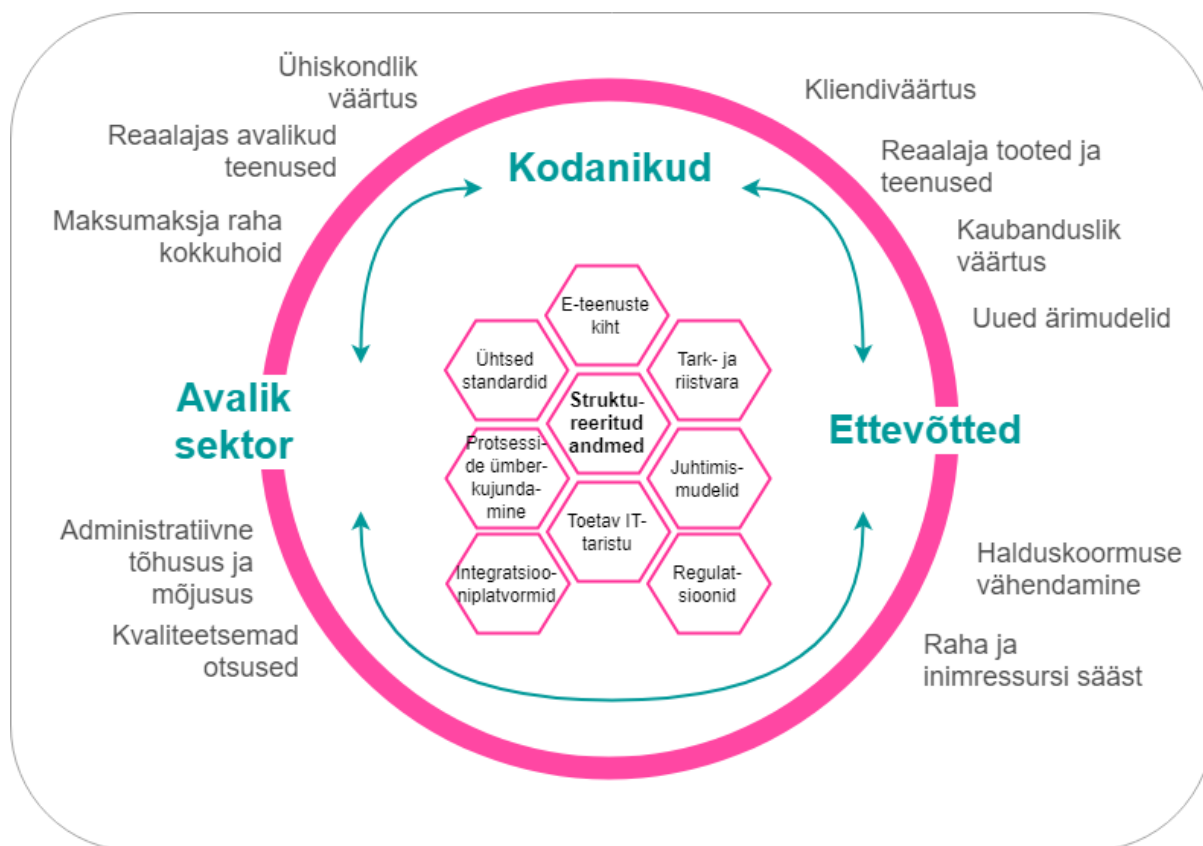 Ühiskondlik
väärtus
Reaalajas avalikud
teenused
Maksumaksja raha
kokkuhoid
Kliendiväärtus
Reaalaja tooted ja
teenused
Kaubanduslik
väärtus
Uued ärimudelid
Kodanikud
Avalik
sektor
Ettevõtted
E-teenuste
kiht
Ühtsed
standardid
Tark- ja
riistvara
Struktu-
reeritud
andmed
Protsessi-
de ümber-
kujunda-
mine
Juhtimis-
mudelid
Toetav IT-
taristu
Integratsioo-
niplatvormid
Regulat-
sioonid
Administratiivne
tõhusus ja
mõjusus
Kvaliteetsemad
otsused
Halduskoormuse
vähendamine
Raha ja
inimressursi sääst